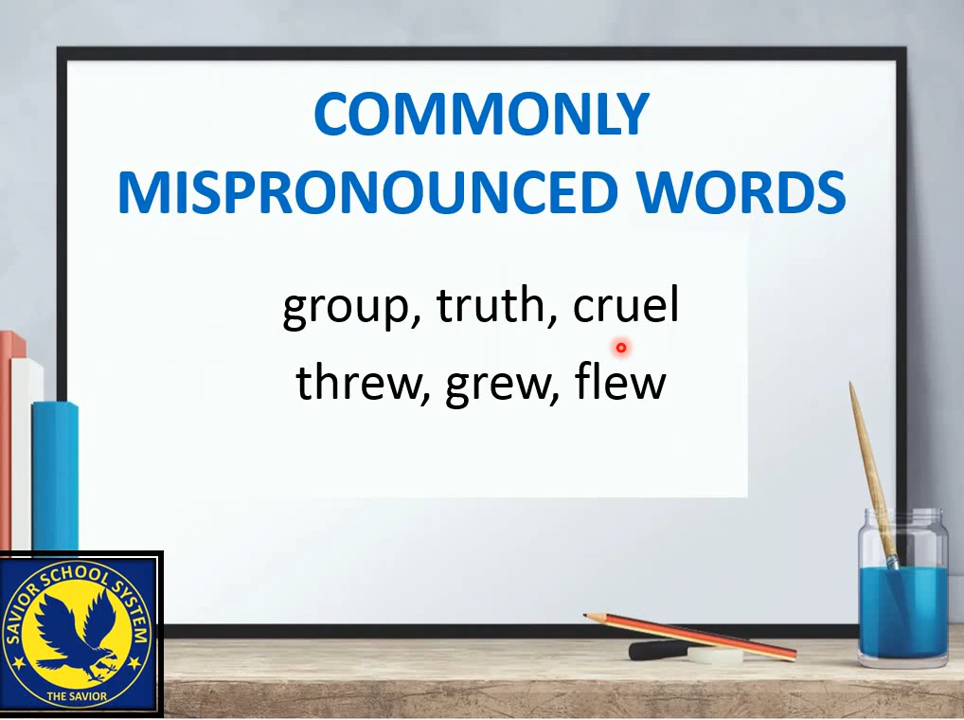 COMMONLY
MISPRONOUNCED WORDS
group, truth, cruel
threw, grew, flew
SAVIOR SCHOOL SYSTEM
THE SAVIOR